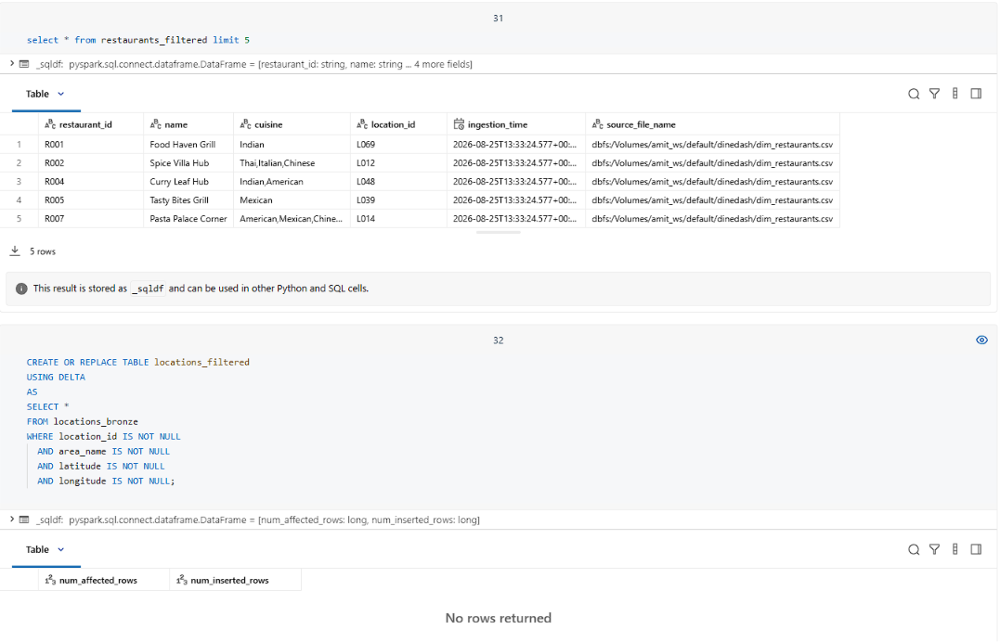 31
select * from restaurants_filtered limit 5
_sqldf: pyspark.sql.connect.dataframe.DataFrame = [restaurant_id: string, name: string ... 4 more fields]
Table
restaurant_id name cuisine location_id ingestion_time source_file_name
1 R001 Food Haven Grill Indian L069 2026-08-25T13:33:24.577+00:... dbfs:/Volumes/amit_ws/default/dinedash/dim_restaurants.csv
2 R002 Spice Villa Hub Thai,Italian,Chinese L012 2026-08-25T13:33:24.577+00:... dbfs:/Volumes/amit_ws/default/dinedash/dim_restaurants.csv
3 R004 Curry Leaf Hub Indian,American L048 2026-08-25T13:33:24.577+00:... dbfs:/Volumes/amit_ws/default/dinedash/dim_restaurants.csv
4 R005 Tasty Bites Grill Mexican L039 2026-08-25T13:33:24.577+00:... dbfs:/Volumes/amit_ws/default/dinedash/dim_restaurants.csv
5 R007 Pasta Palace Corner American,Mexican,Chine... L014 2026-08-25T13:33:24.577+00:... dbfs:/Volumes/amit_ws/default/dinedash/dim_restaurants.csv
5 rows
This result is stored as _sqldf and can be used in other Python and SQL cells.
32
CREATE OR REPLACE TABLE locations_filtered
USING DELTA
AS
SELECT *
FROM locations_bronze
WHERE location_id IS NOT NULL
AND area_name IS NOT NULL
AND latitude IS NOT NULL
AND longitude IS NOT NULL;
_sqldf: pyspark.sql.connect.dataframe.DataFrame = [num_affected_rows: long, num_inserted_rows: long]
Table
num_affected_rows num_inserted_rows
No rows returned